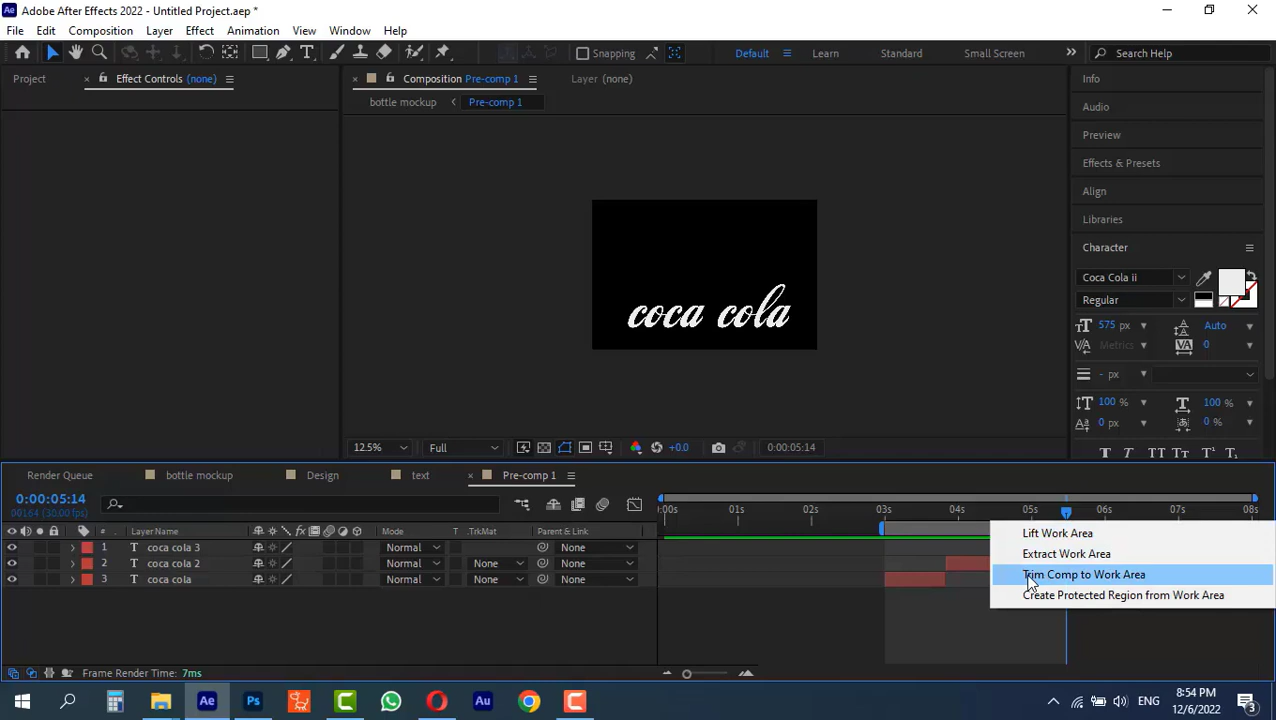 Adobe After Effects 2022 - Untitled Project.aep *
File Edit Composition Layer Effect Animation View Window Help
Snapping Default Learn Standard Small Screen Search Help
Project Effect Controls (none) Composition Pre-comp 1 Layer (none) Info
bottle mockup Pre-comp 1 Audio
Preview
Effects & Presets
Align
Libraries
Character
Coca Cola ii
Regular
coca cola
575 px Auto
Metrics 0
- px
100 % 100 %
0 px 0 %
12.5% Full +0.0 0:00:05:14
Render Queue bottle mockup Design text Pre-comp 1
0:00:05:14
00164 (30.00 fps)
:00s 01s 02s 03s 04s 05s 06s 07s 08s
# Layer Name Mode T .TrkMat Parent & Link
1 T coca cola 3 Normal None
2 T coca cola 2 Normal None None
3 T coca cola Normal None None
Lift Work Area
Extract Work Area
Trim Comp to Work Area
Create Protected Region from Work Area
Frame Render Time: 7ms
Ae Ps Au ENG 8:54 PM
12/6/2022 3